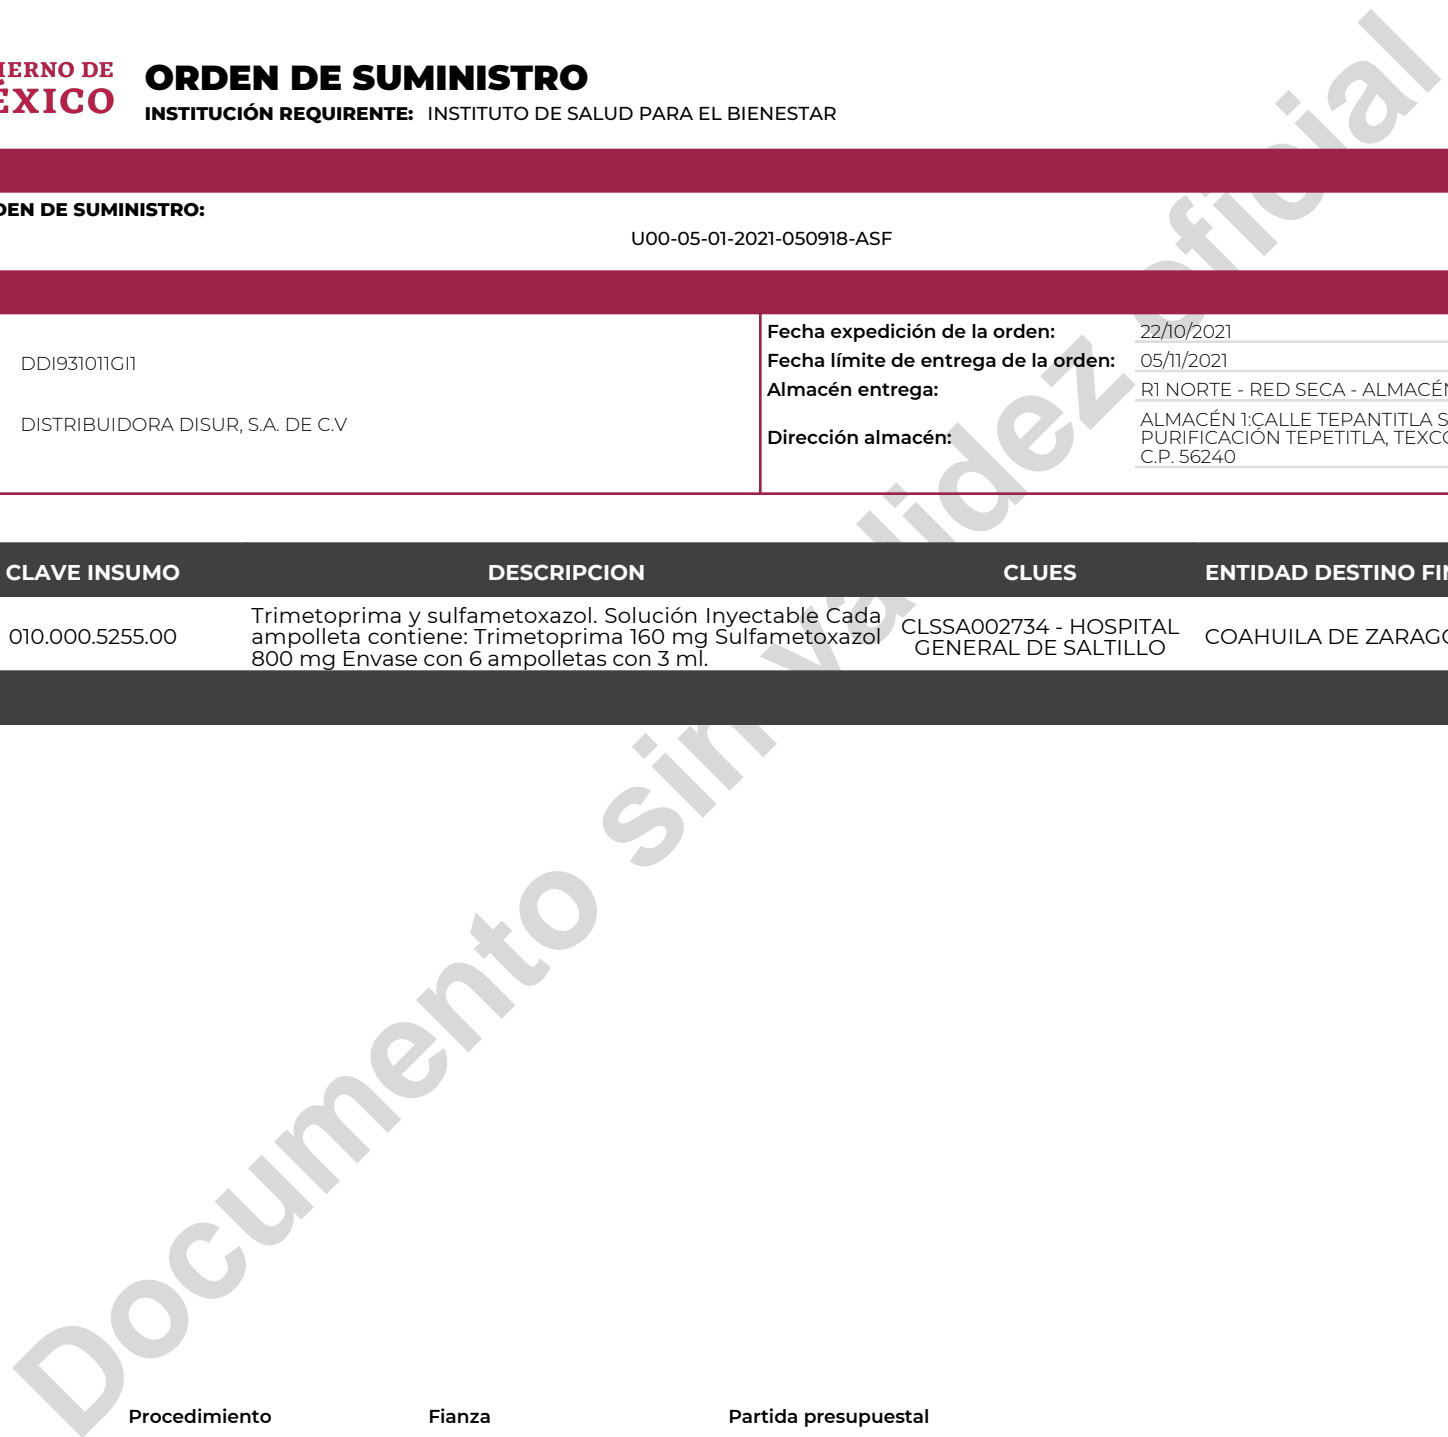 IERNO DE
ÉXICO
ORDEN DE SUMINISTRO
INSTITUCIÓN REQUIRENTE: INSTITUTO DE SALUD PARA EL BIENESTAR
DEN DE SUMINISTRO:
U00-05-01-2021-050918-ASF
DDI931011GI1
DISTRIBUIDORA DISUR, S.A. DE C.V
Fecha expedición de la orden: 22/10/2021
Fecha límite de entrega de la orden: 05/11/2021
Almacén entrega: R1 NORTE - RED SECA - ALMACÉN
Dirección almacén: ALMACÉN 1:CALLE TEPANTITLA S
PURIFICACIÓN TEPETITLA, TEXCO
C.P. 56240
CLAVE INSUMO DESCRIPCION CLUES ENTIDAD DESTINO FIN
010.000.5255.00
Trimetoprima y sulfametoxazol. Solución Inyectable Cada
ampolleta contiene: Trimetoprima 160 mg Sulfametoxazol
800 mg Envase con 6 ampolletas con 3 ml.
CLSSA002734 - HOSPITAL
GENERAL DE SALTILLO
COAHUILA DE ZARAGO
Documento sin validez oficial
Procedimiento Fianza Partida presupuestal